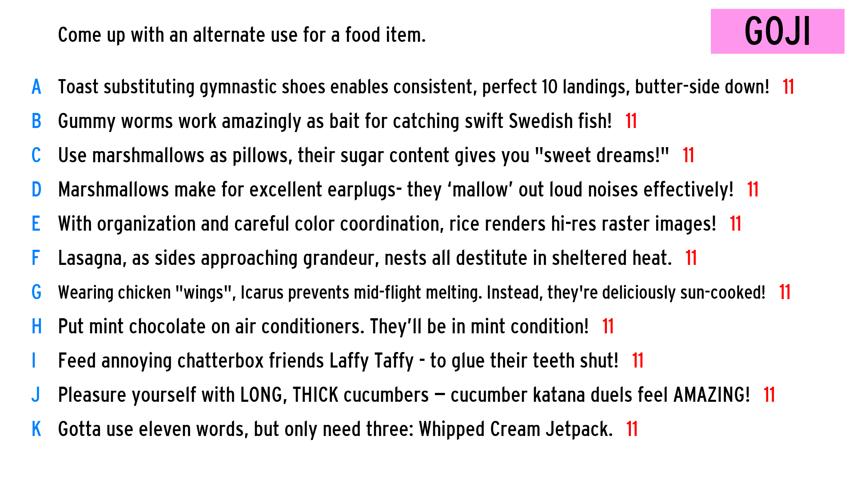 Come up with an alternate use for a food item.
GOJI
A Toast substituting gymnastic shoes enables consistent, perfect 10 landings, butter-side down! 11
B Gummy worms work amazingly as bait for catching swift Swedish fish! 11
C Use marshmallows as pillows, their sugar content gives you "sweet dreams!" 11
D Marshmallows make for excellent earplugs- they ‘mallow’ out loud noises effectively! 11
E With organization and careful color coordination, rice renders hi-res raster images! 11
F Lasagna, as sides approaching grandeur, nests all destitute in sheltered heat. 11
G Wearing chicken "wings", Icarus prevents mid-flight melting. Instead, they're deliciously sun-cooked! 11
H Put mint chocolate on air conditioners. They’ll be in mint condition! 11
I Feed annoying chatterbox friends Laffy Taffy - to glue their teeth shut! 11
J Pleasure yourself with LONG, THICK cucumbers – cucumber katana duels feel AMAZING! 11
K Gotta use eleven words, but only need three: Whipped Cream Jetpack. 11